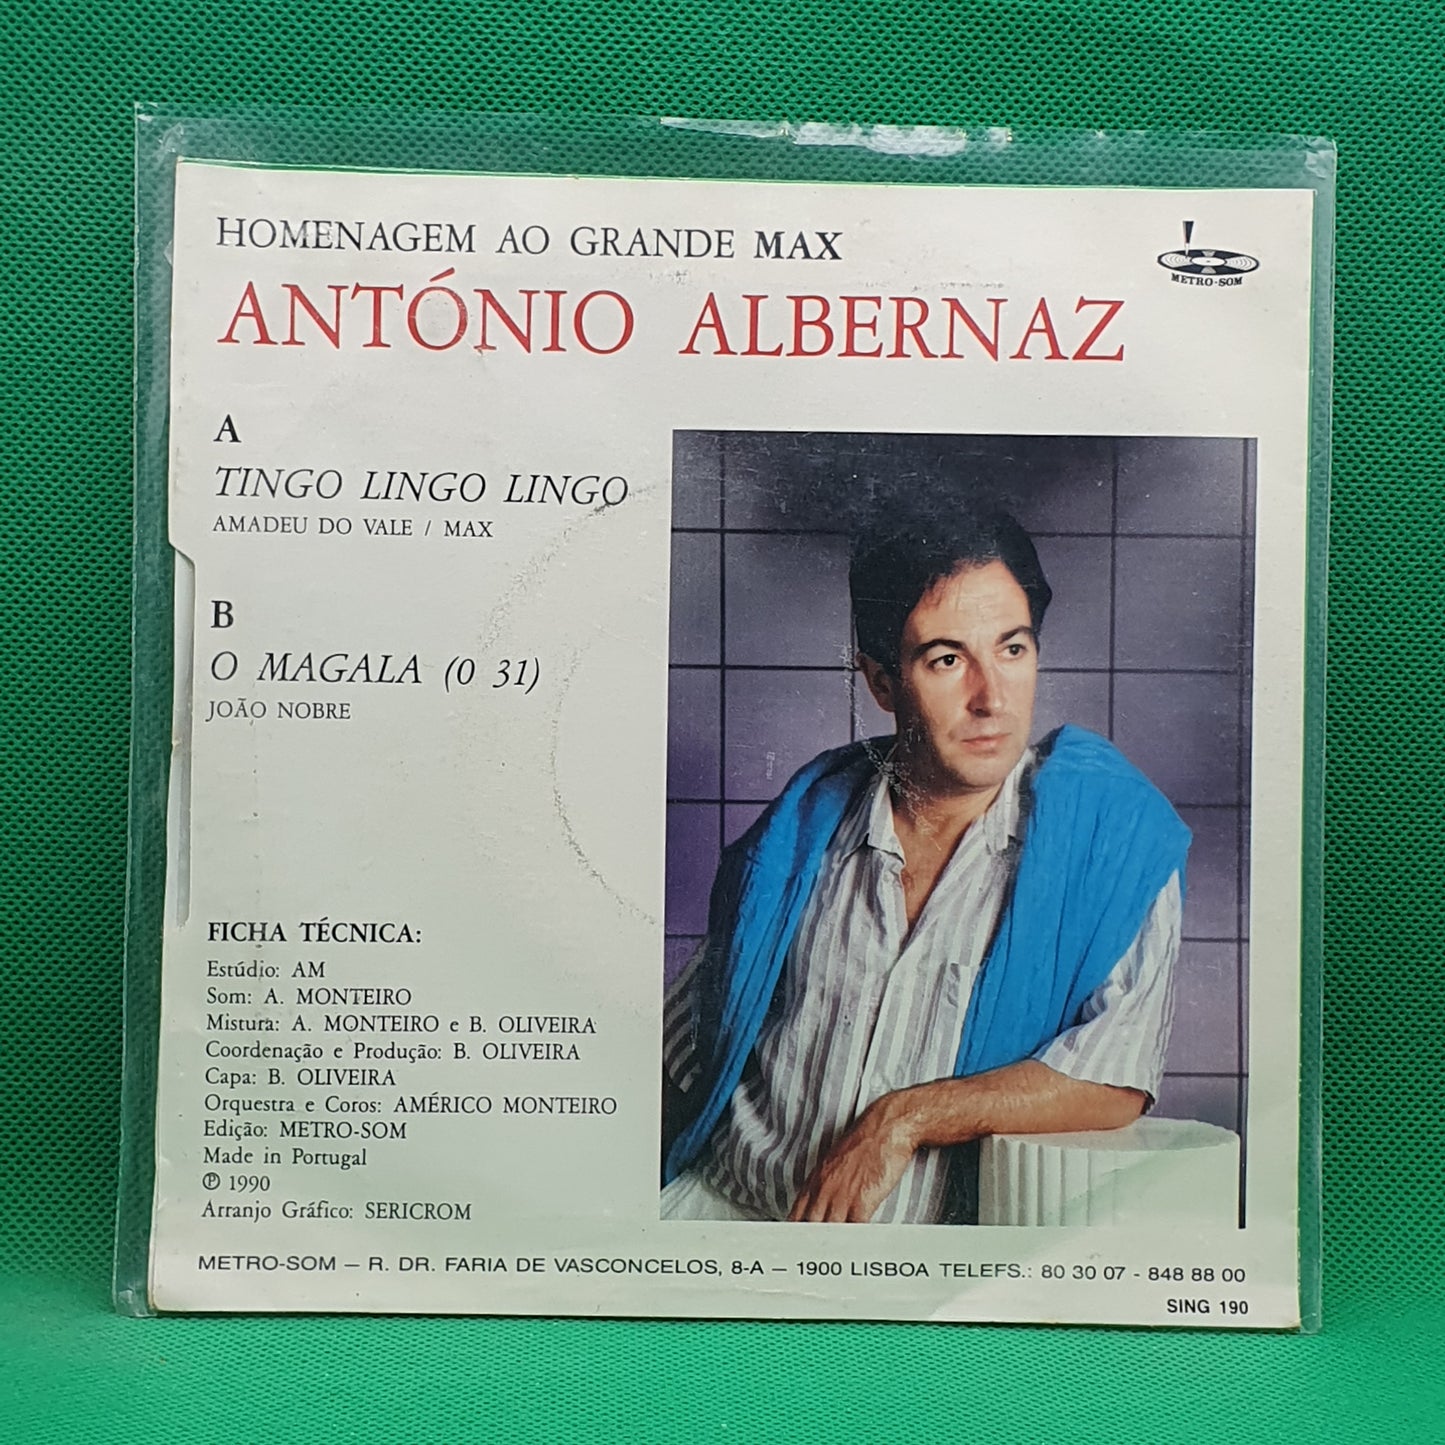 HOMENAGEM AO GRANDE MAX
METRO-SOM
ANTÓNIO ALBERNAZ
A
TINGO LINGO LINGO
AMADEU DO VALE / MAX
B
O MAGALA (O 31)
JOÃO NOBRE
FICHA TÉCNICA:
Estúdio: AM
Som: A. MONTEIRO
Mistura: A. MONTEIRO e B. OLIVEIRA
Coordenação e Produção: B. OLIVEIRA
Capa: B. OLIVEIRA
Orquestra e Coros: AMÉRICO MONTEIRO
Edição: METRO-SOM
Made in Portugal
℗ 1990
Arranjo Gráfico: SERICROM
METRO-SOM — R. DR. FARIA DE VASCONCELOS, 8-A — 1900 LISBOA TELEFS.: 80 30 07 - 848 88 00
SING 190